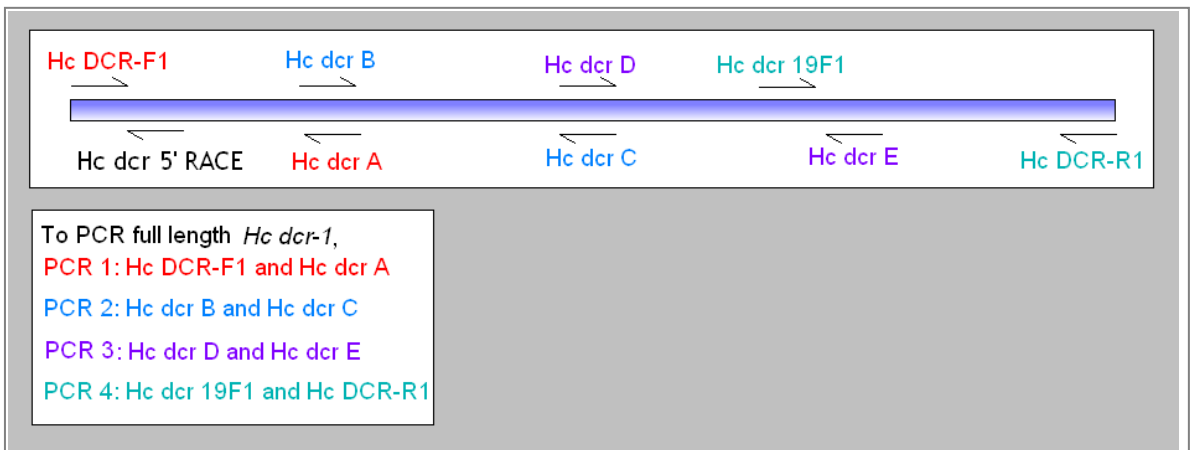 Hc DCR-F1 Hc dcr B Hc dcr D Hc dcr 19F1
Hc dcr 5' RACE Hc dcr A Hc dcr C Hc dcr E Hc DCR-R1
To PCR full length Hc dcr-1,
PCR 1: Hc DCR-F1 and Hc dcr A
PCR 2: Hc dcr B and Hc dcr C
PCR 3: Hc dcr D and Hc dcr E
PCR 4: Hc dcr 19F1 and Hc DCR-R1